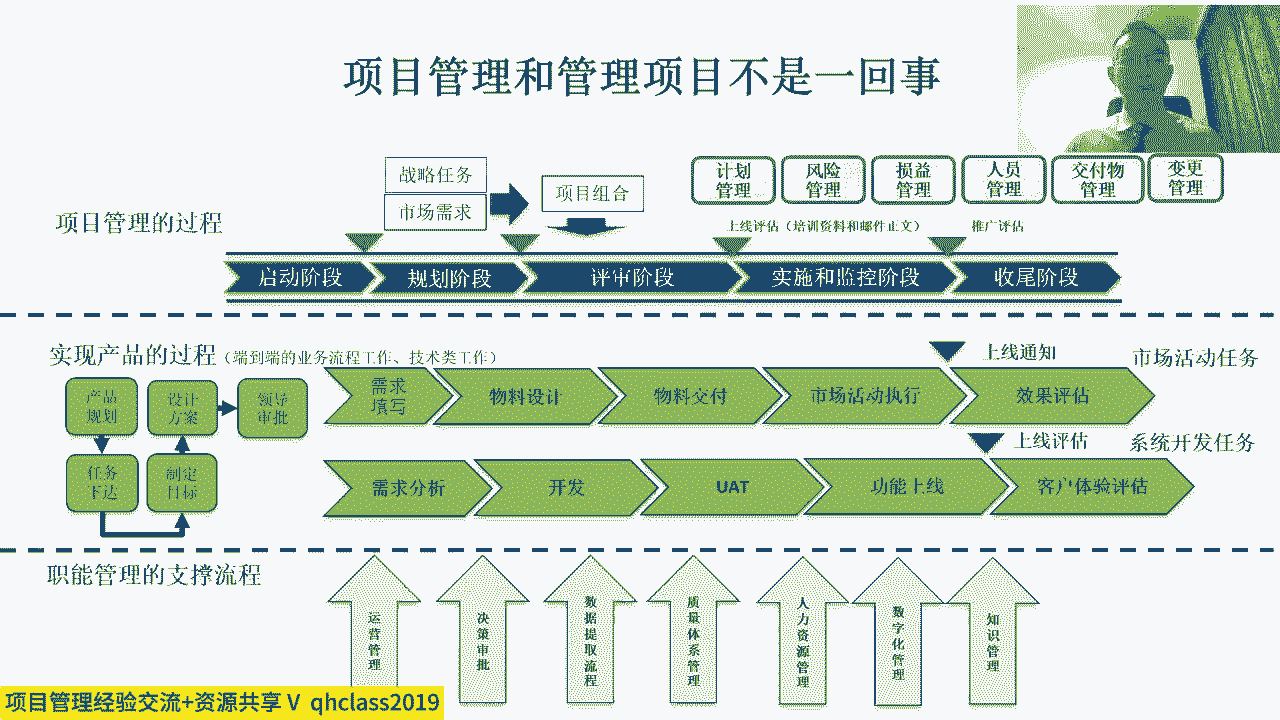 项目管理和管理项目不是一回事
战略任务
市场需求
项目组合
计划
管理
风险
管理
损益
管理
人员
管理
交付物
管理
变更
管理
项目管理的过程
上线评估（培训资料和邮件正文）
推广评估
启动阶段
规划阶段
评审阶段
实施和监控阶段
收尾阶段
实现产品的过程（端到端的业务流程工作、技术类工作）
上线通知
市场活动任务
产品
规划
设计
方案
领导
审批
任务
下达
制定
目标
需求
填写
物料设计
物料交付
市场活动执行
效果评估
上线评估
系统开发任务
需求分析
开发
UAT
功能上线
客户体验评估
职能管理的支撑流程
运营管理
决策审批
数据提取流程
质量体系管理
人力资源管理
数字化管理
知识管理
项目管理经验交流+资源共享 V qhclass2019